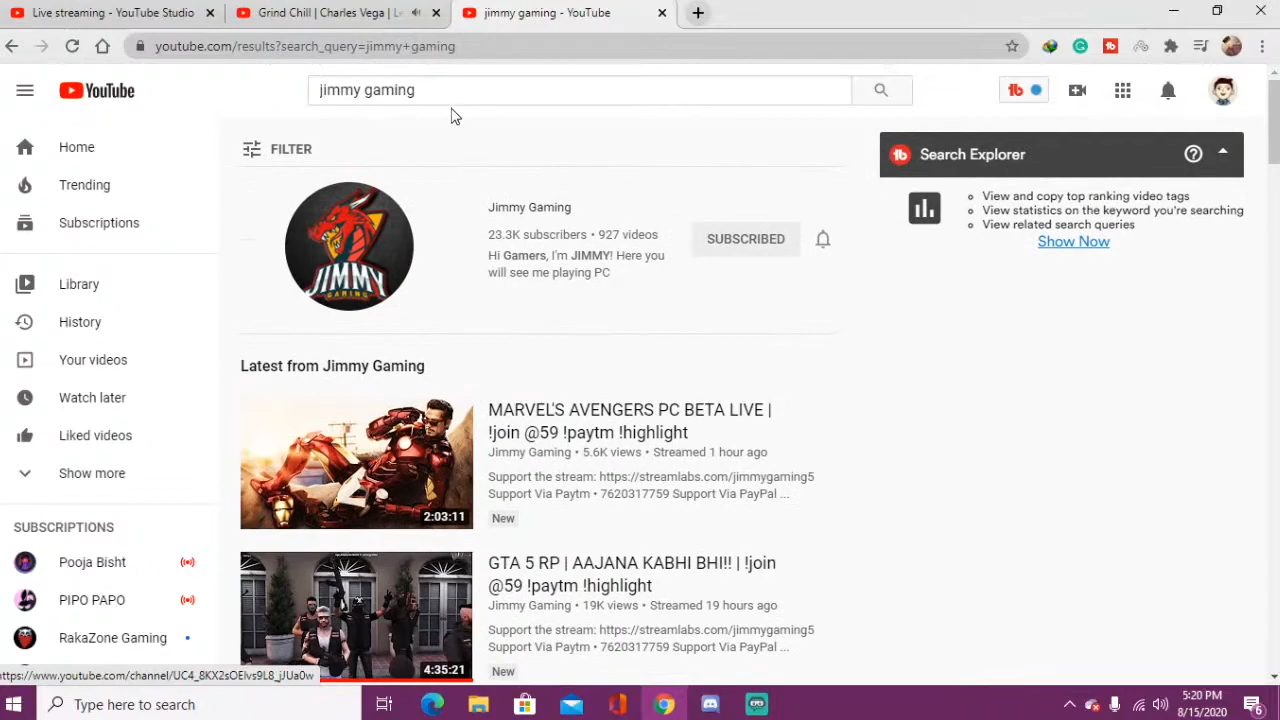 Live streaming - YouTube Studio
Grind Chill | Charles Vega | L
jimmy gaming - YouTube
youtube.com/results?search_query=jimmy+gaming
YouTube
jimmy gaming
Home
Trending
Subscriptions
Library
History
Your videos
Watch later
Liked videos
Show more
SUBSCRIPTIONS
Pooja Bisht
PIPO PAPO
RakaZone Gaming
FILTER
JIMMY
GAMING
Jimmy Gaming
23.3K subscribers • 927 videos
Hi Gamers, I'm JIMMY! Here you
will see me playing PC
SUBSCRIBED
Latest from Jimmy Gaming
2:03:11
MARVEL'S AVENGERS PC BETA LIVE |
!join @59 !paytm !highlight
Jimmy Gaming • 5.6K views • Streamed 1 hour ago
Support the stream: https://streamlabs.com/jimmygaming5
Support Via Paytm • 7620317759 Support Via PayPal ...
New
4:35:21
GTA 5 RP | AAJANA KABHI BHI!! | !join
@59 !paytm !highlight
Jimmy Gaming • 19K views • Streamed 19 hours ago
Support the stream: https://streamlabs.com/jimmygaming5
Support Via Paytm • 7620317759 Support Via PayPal ...
New
Search Explorer
View and copy top ranking video tags
View statistics on the keyword you're searching
View related search queries
Show Now
https://www.youtube.com/channel/UC4_8KX2sOElvs9L8_jJUa0w
Type here to search
5:20 PM
8/15/2020
6